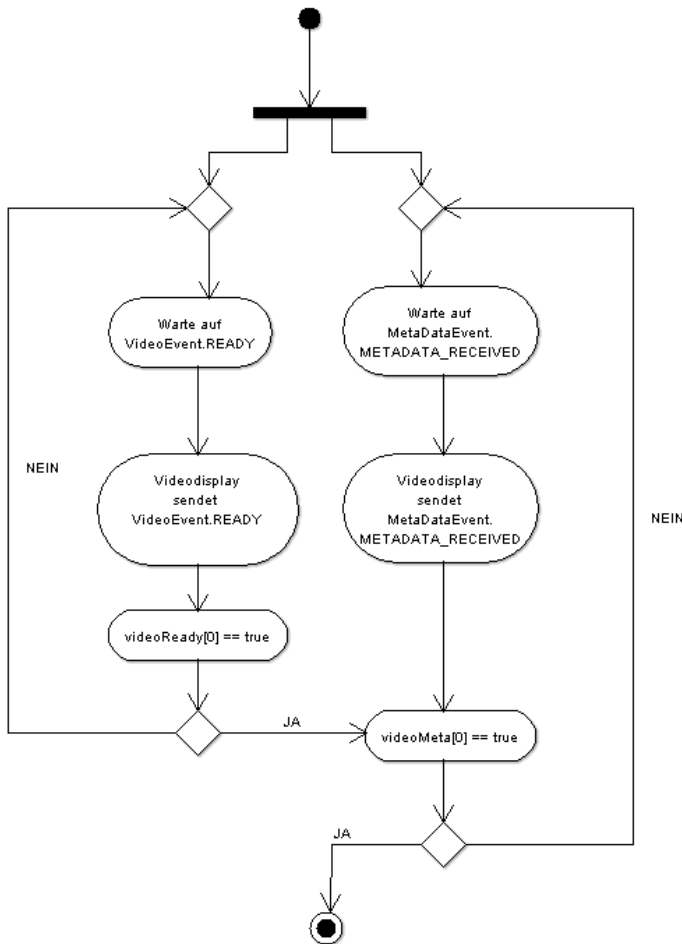 Warte auf
VideoEvent.READY
Warte auf
MetaDataEvent.
METADATA_RECEIVED
NEIN
Videodisplay
sendet
VideoEvent.READY
Videodisplay
sendet
MetaDataEvent.
METADATA_RECEIVED
NEIN
videoReady[0] == true
JA
videoMeta[0] == true
JA